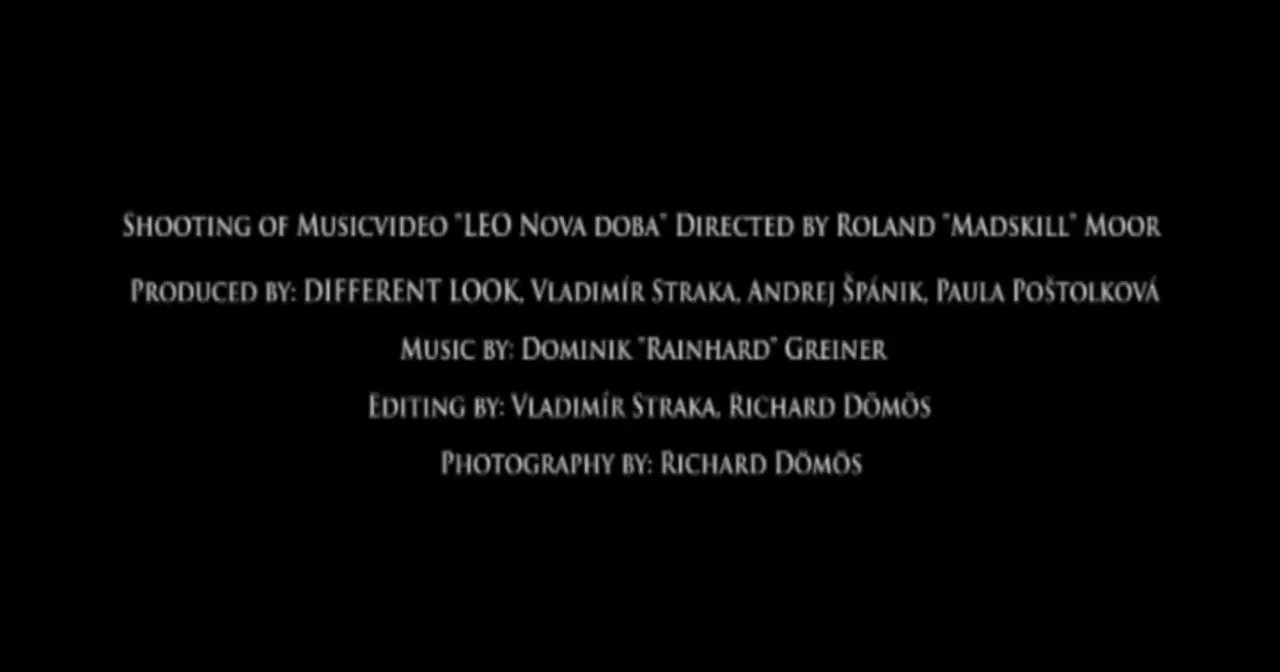 Shooting of Musicvideo "LEO Nova doba" Directed by Roland "Madskill" Moor
Produced by: DIFFERENT LOOK, Vladimír Straka, Andrej Špánik, Paula Poštolková
Music by: Dominik "Rainhard" Greiner
Editing by: Vladimír Straka, Richard Dömös
Photography by: Richard Dömös